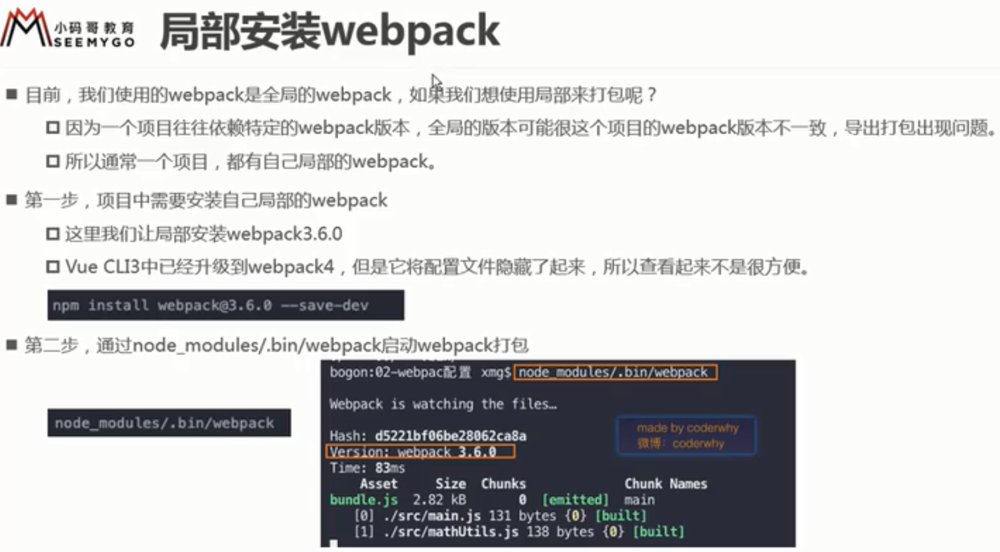 小码哥教育
SEEMYGO
局部安装webpack
目前，我们使用的webpack是全局的webpack，如果我们想使用局部来打包呢？
因为一个项目往往依赖特定的webpack版本，全局的版本可能很这个项目的webpack版本不一致，导出打包出现问题。
所以通常一个项目，都有自己局部的webpack。
第一步，项目中需要安装自己局部的webpack
这里我们让局部安装webpack3.6.0
Vue CLI3中已经升级到webpack4，但是它将配置文件隐藏了起来，所以查看起来不是很方便。
npm install webpack@3.6.0 --save-dev
第二步，通过node_modules/.bin/webpack启动webpack打包
node_modules/.bin/webpack
bogon:02-webpac配置 xmg$ node_modules/.bin/webpack
Webpack is watching the files…
Hash: d5221bf06be28062ca8a
Version: webpack 3.6.0
Time: 83ms
Asset Size Chunks Chunk Names
bundle.js 2.82 kB 0 [emitted] main
[0] ./src/main.js 131 bytes {0} [built]
[1] ./src/mathUtils.js 138 bytes {0} [built]
made by coderwhy
微博：coderwhy